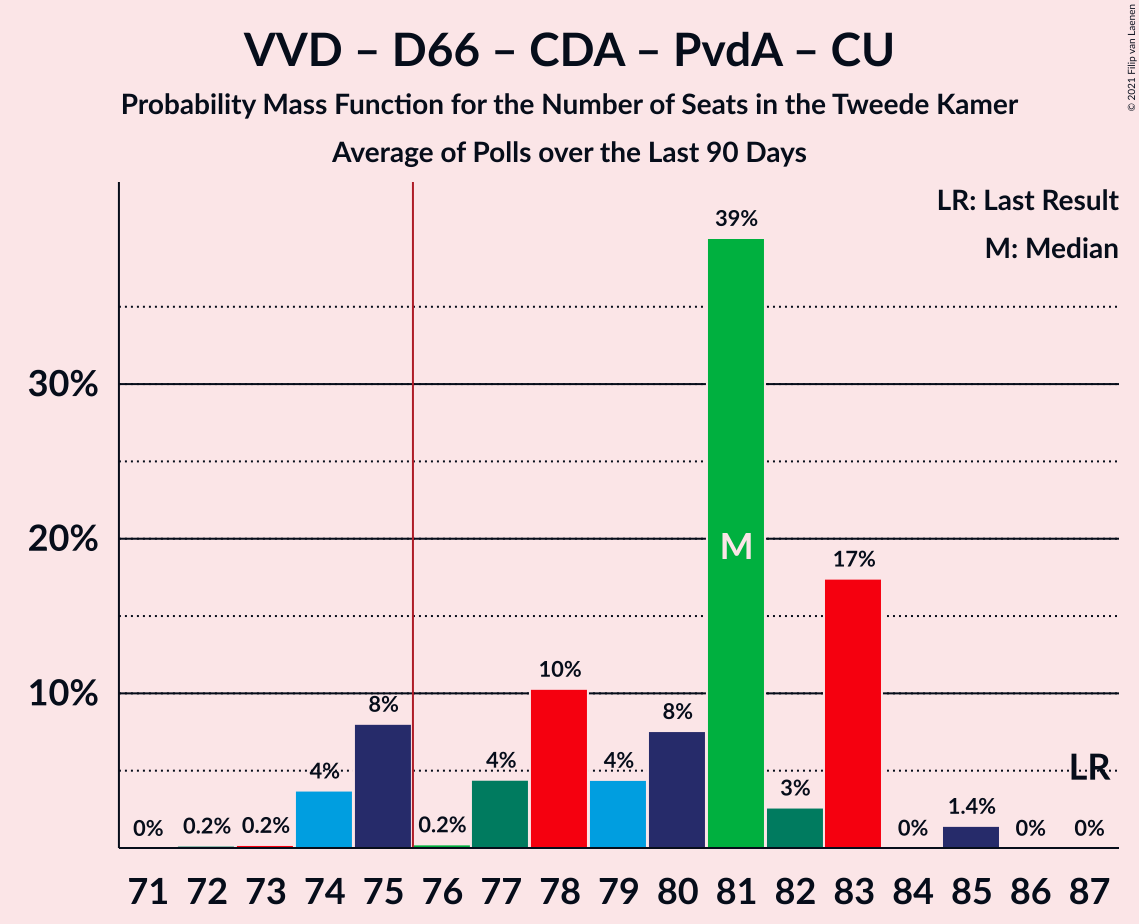 VVD – D66 – CDA – PvdA – CU
Probability Mass Function for the Number of Seats in the Tweede Kamer
Average of Polls over the Last 90 Days
© 2021 Filip van Laenen
LR: Last Result
M: Median
30%
20%
10%
0% 0.2% 0.2% 4% 8% 0.2% 4% 10% 4% 8% 39% 3% 17% 0% 1.4% 0% 0%
M
LR
71 72 73 74 75 76 77 78 79 80 81 82 83 84 85 86 87